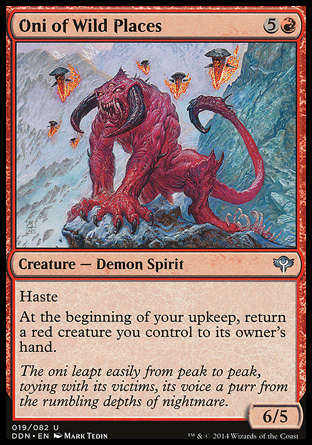 Oni of Wild Places 5
Creature — Demon Spirit
Haste
At the beginning of your upkeep, return
a red creature you control to its owner's
hand.
The oni leapt easily from peak to peak,
toying with its victims, its voice a purr from
the rumbling depths of nightmare.
6/5
019/082 U
DDN • EN Mark Tedin ™ & © 2014 Wizards of the Coast